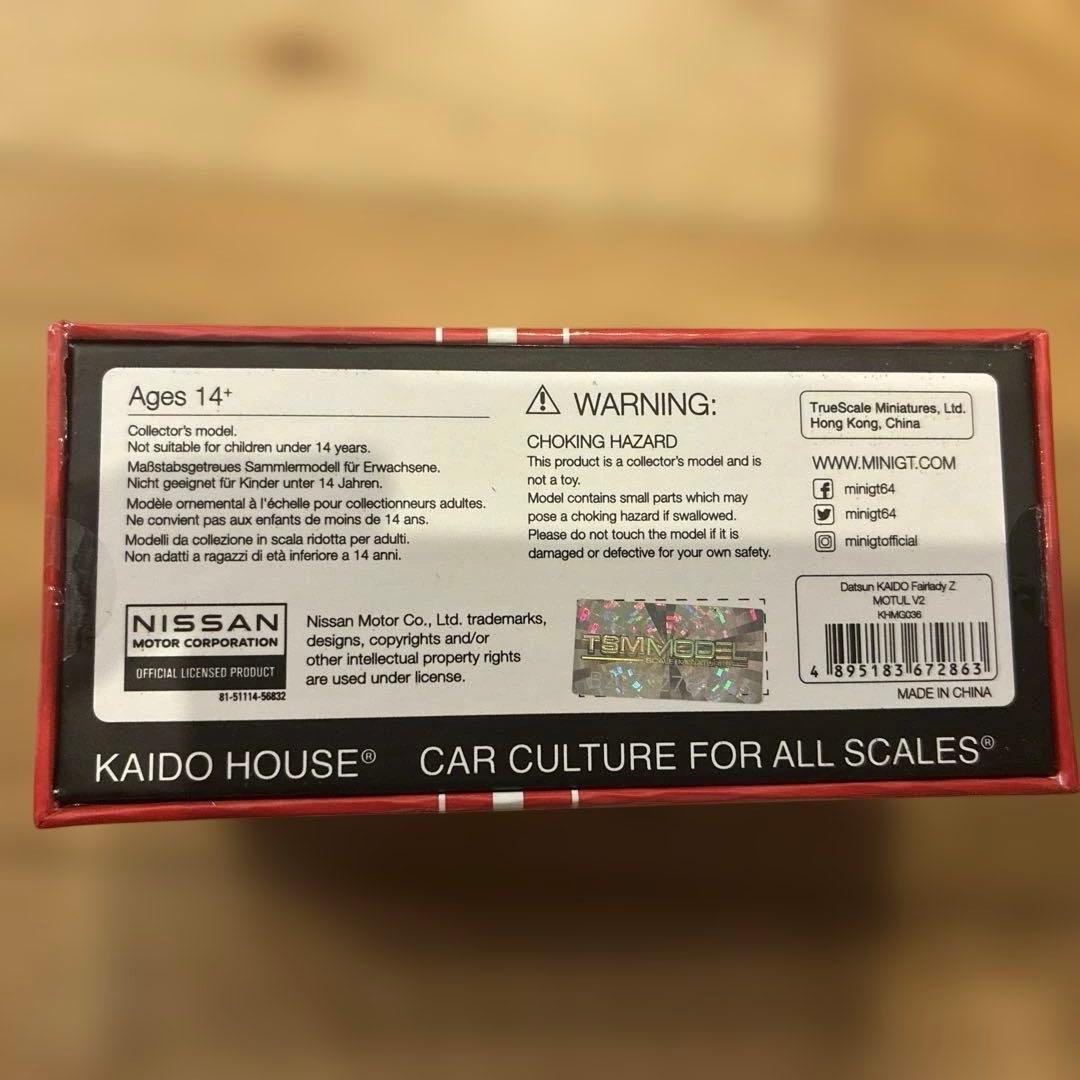 Ages 14+
Collector's model.
Not suitable for children under 14 years.
Maßstabsgetreues Sammlermodell für Erwachsene.
Nicht geeignet für Kinder unter 14 Jahren.
Modèle ornemental à l'échelle pour collectionneurs adultes.
Ne convient pas aux enfants de moins de 14 ans.
Modelli da collezione in scala ridotta per adulti.
Non adatti a ragazzi di età inferiore a 14 anni.
NISSAN
MOTOR CORPORATION
OFFICIAL LICENSED PRODUCT
81-51114-56832
Nissan Motor Co., Ltd. trademarks,
designs, copyrights and/or
other intellectual property rights
are used under license.
WARNING:
CHOKING HAZARD
This product is a collector's model and is
not a toy.
Model contains small parts which may
pose a choking hazard if swallowed.
Please do not touch the model if it is
damaged or defective for your own safety.
TSMMODEL
TrueScale Miniatures, Ltd.
Hong Kong, China
WWW.MINIGT.COM
minigt64
minigt64
minigtofficial
Datsun KAIDO Fairlady Z
MOTUL V2
KHMG036
4 895183 672863
MADE IN CHINA
KAIDO HOUSE® CAR CULTURE FOR ALL SCALES®